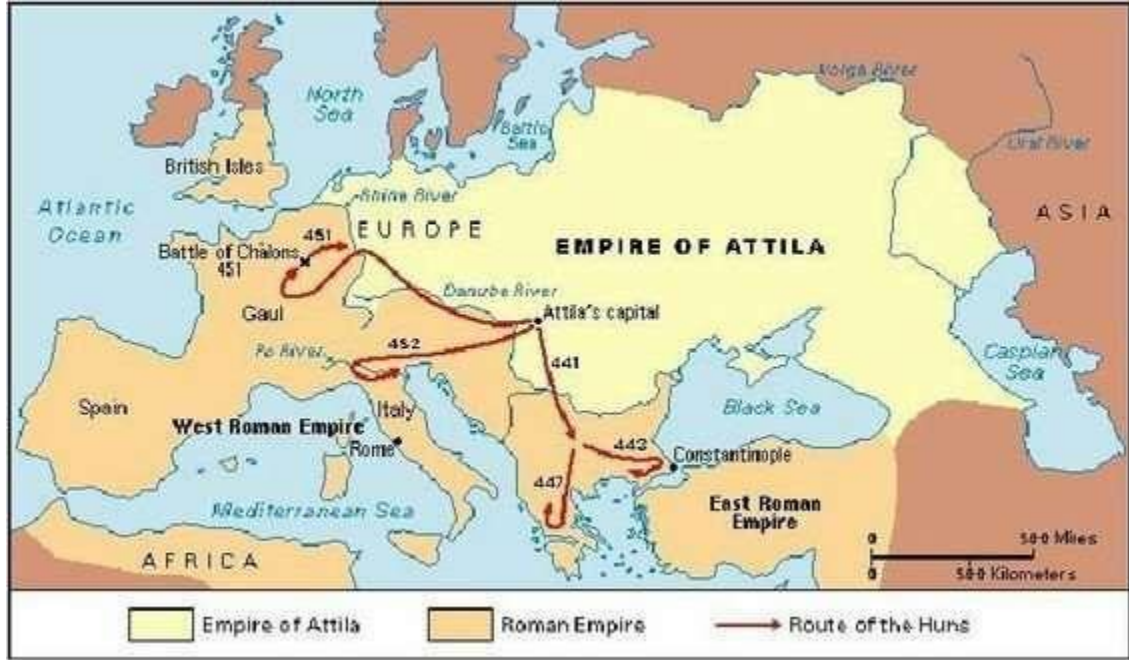 Volga River
North
Sea
Baltic
Sea
Ural River
British Isles
Rhine River
Atlantic
Ocean
ASIA
EUROPE
451
Battle of Châlons
451
EMPIRE OF ATTILA
Danube River
Gaul
Attila's capital
Po River
452
441
Caspian
Sea
Spain
Italy
Black Sea
West Roman Empire
Rome
443
Constantinople
447
Mediterranean Sea
East Roman
Empire
AFRICA
0 500 Miles
0 500 Kilometers
Empire of Attila
Roman Empire
Route of the Huns